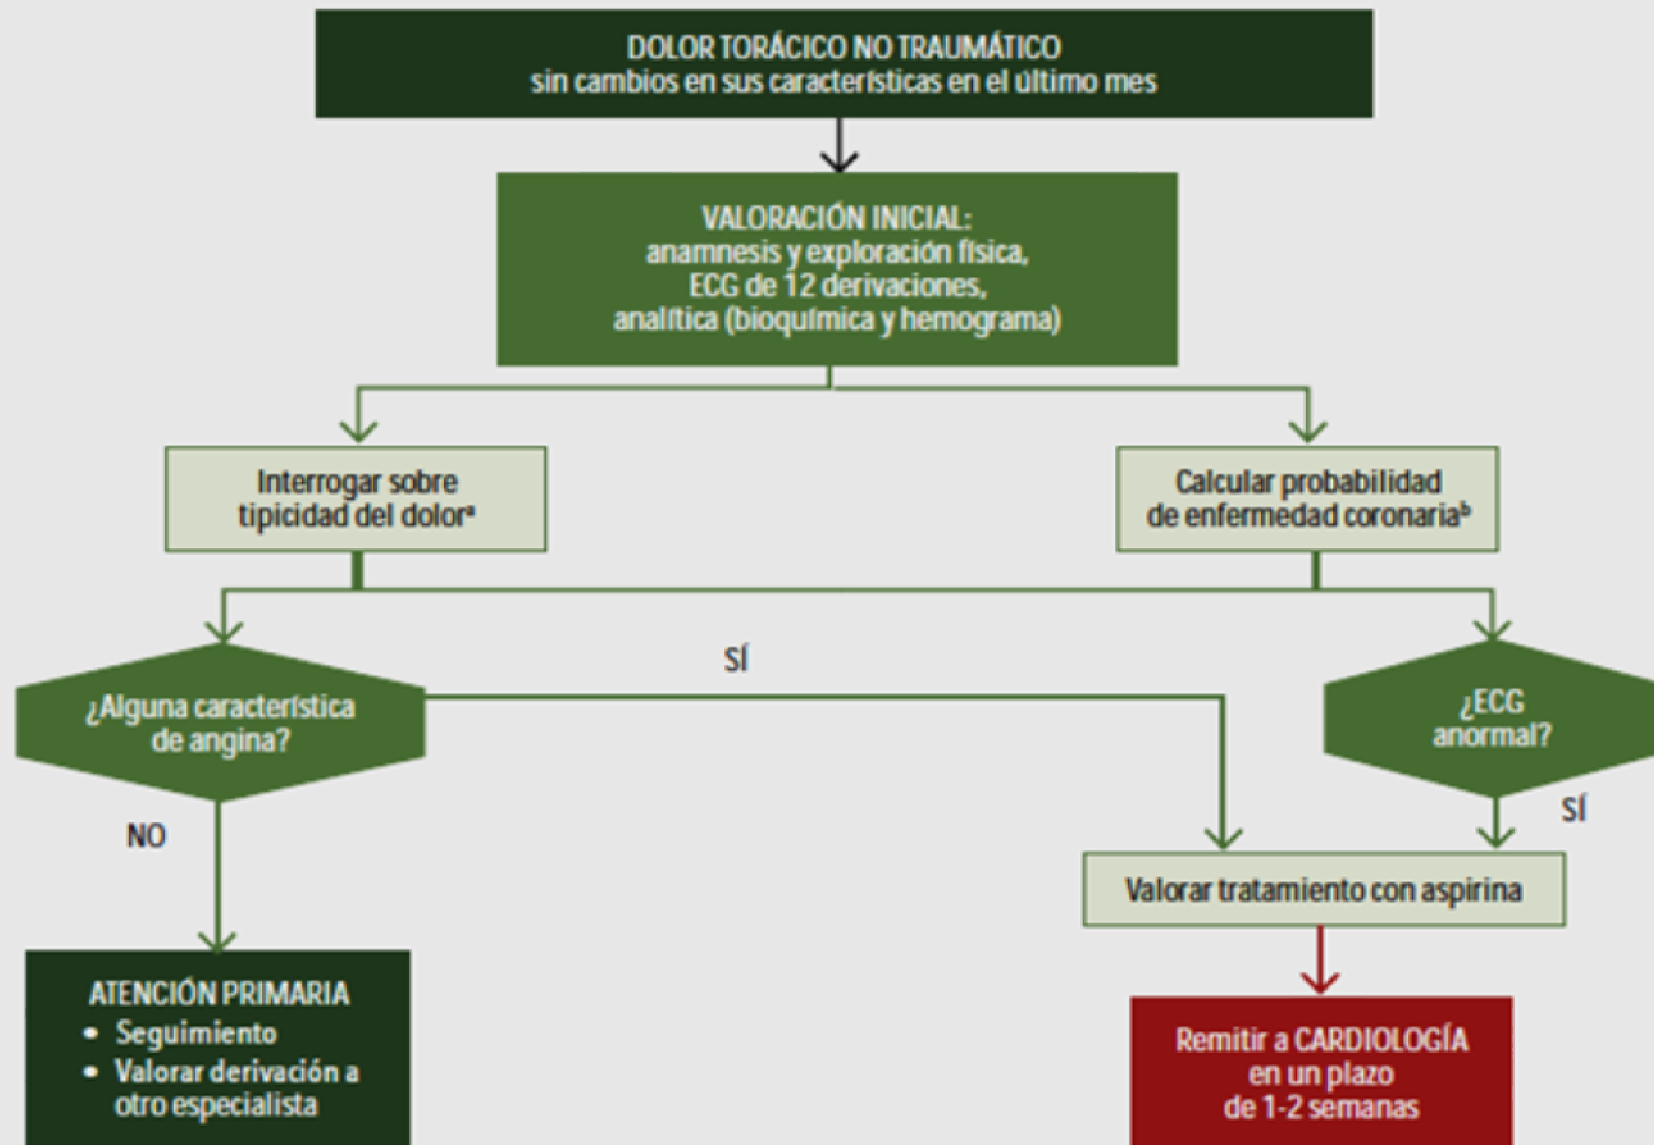 DOLOR TORÁCICO NO TRAUMÁTICO
sin cambios en sus características en el último mes
VALORACIÓN INICIAL:
anamnesis y exploración física,
ECG de 12 derivaciones,
analítica (bioquímica y hemograma)
Interrogar sobre
tipicidad del dolorᵃ
Calcular probabilidad
de enfermedad coronariaᵇ
¿Alguna característica
de angina?
SÍ
¿ECG
anormal?
NO
SÍ
Valorar tratamiento con aspirina
ATENCIÓN PRIMARIA
• Seguimiento
• Valorar derivación a
otro especialista
Remitir a CARDIOLOGÍA
en un plazo
de 1-2 semanas